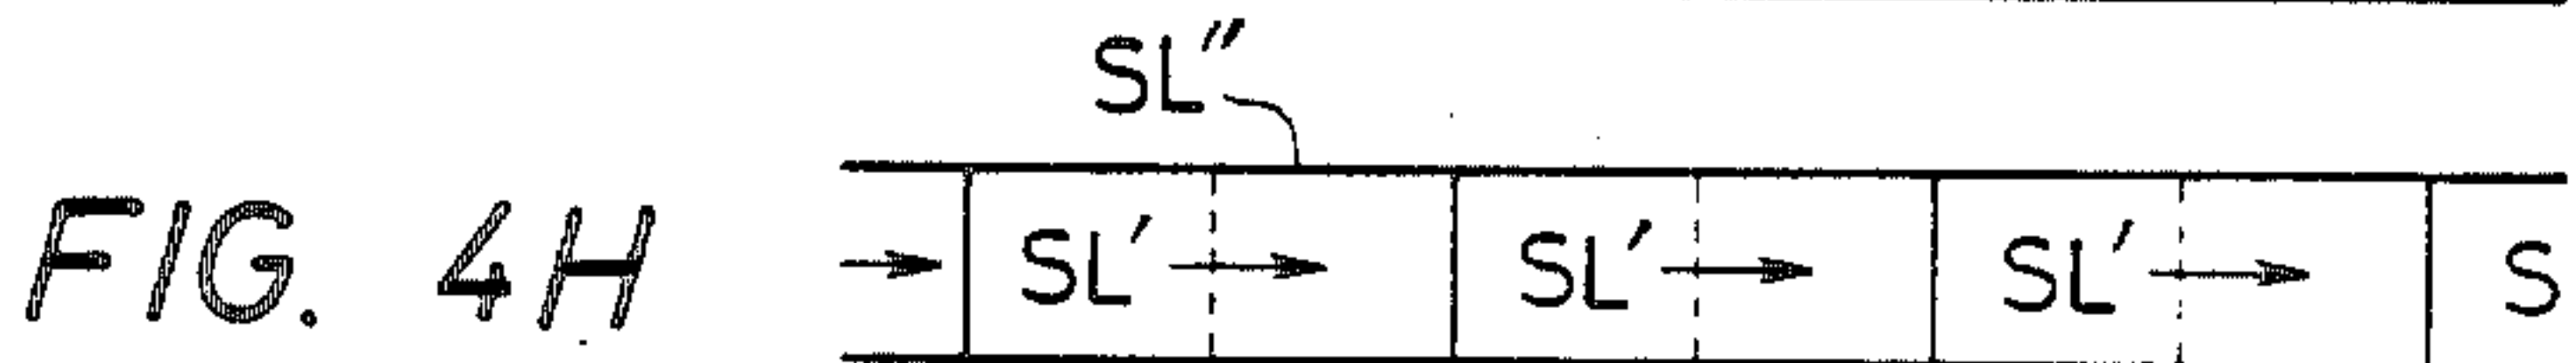 SL″
FIG. 4H SL′ SL′ SL′ S